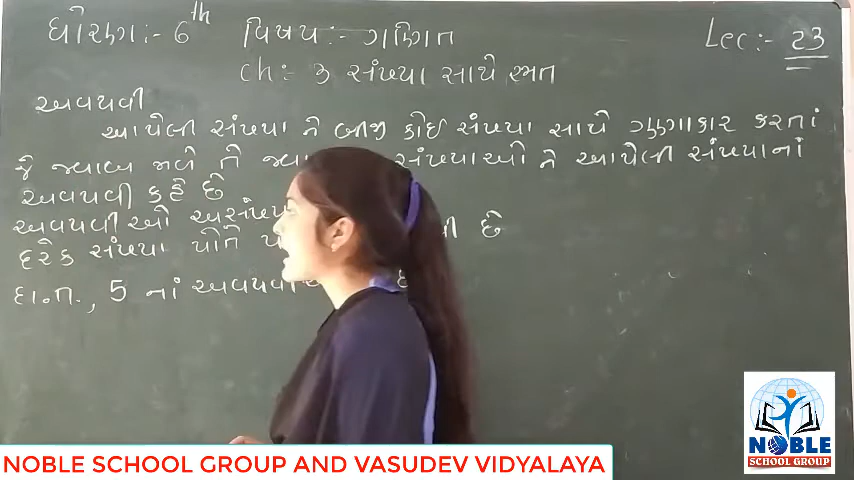 ધોરણ:- 6th વિષય:- ગણિત Lec:- 23
Ch:- 3 સંખ્યા સાથે રમત
અવયવી
આપેલી સંખ્યા ને બીજી કોઈ સંખ્યા સાથે ગુણાકાર કરતાં
જે જવાબ મળે તે સંખ્યાઓ ને આપેલી સંખ્યાનાં
અવયવી કહે છે
અવયવી ઓ
દરેક સંખ્યા પોતે છે
દા.ત., 5 નાં
NOBLE SCHOOL GROUP AND VASUDEV VIDYALAYA
NOBLE
SCHOOL GROUP